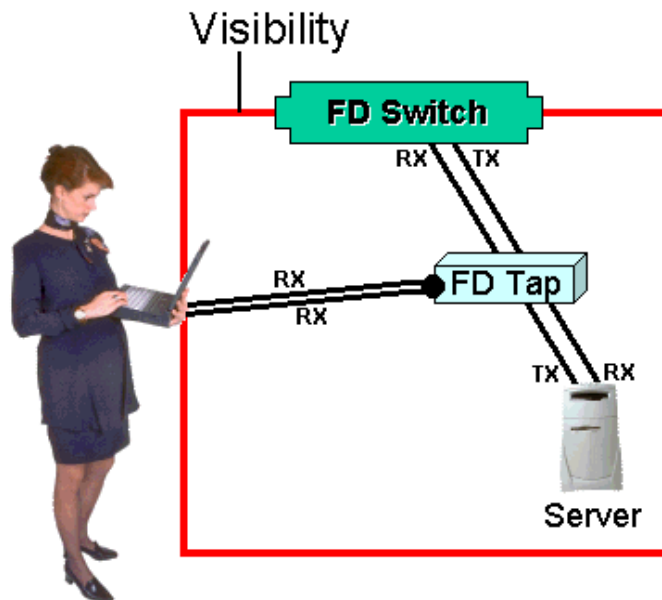 Visibility
FD Switch
RX TX
RX
FD Tap
RX
TX RX
Server